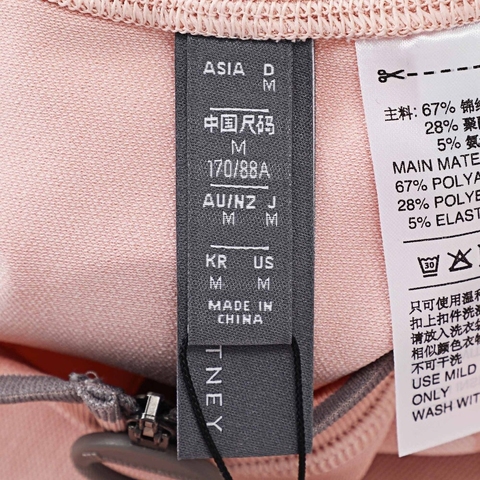 ASIA D
M
中国尺码
M
170/88A
AU/NZ J
M M
KR US
M M
MADE IN
CHINA
TNEY
主料: 67% 锦纶
28% 聚酯
5% 氨纶
MAIN MATE
67% POLYA
28% POLYE
5% ELAST
30
只可使用温和
扣上扣件洗涤
请放入洗衣袋
相似颜色衣物
不可干洗
USE MILD
ONLY
WASH WIT